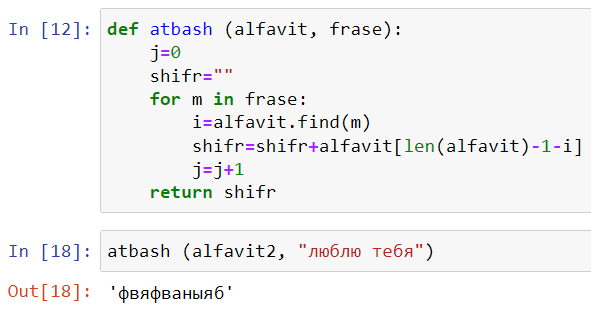 In [12]: def atbash (alfavit, frase):
    j=0
    shifr=""
    for m in frase:
        i=alfavit.find(m)
        shifr=shifr+alfavit[len(alfavit)-1-i]
        j=j+1
    return shifr
In [18]: atbash (alfavit2, "люблю тебя")
Out[18]: 'фвяфваныяб'